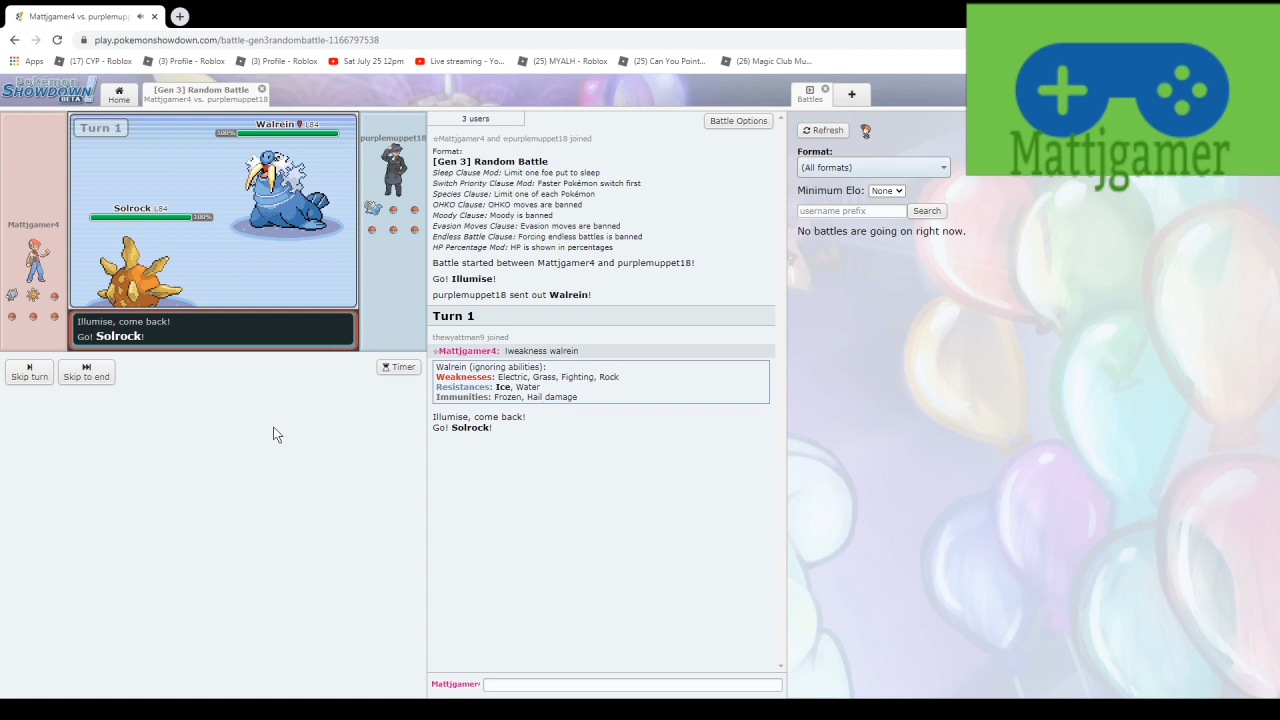 Mattjgamer4 vs. purplemupp
play.pokemonshowdown.com/battle-gen3randombattle-1166797538
Apps
(17) CYP - Roblox
(3) Profile - Roblox
(3) Profile - Roblox
Sat July 25 12pm
Live streaming - Yo...
(25) MYALH - Roblox
(25) Can You Point...
(26) Magic Club Mu...
Mattjgamer
Pokémon
SHOWDOWN
BETA
Home
[Gen 3] Random Battle
Mattjgamer4 vs. purplemuppet18
Battles
Turn 1
Walrein L84
100%
Solrock L84
100%
Mattjgamer4
purplemuppet18
Illumise, come back!
Go! Solrock!
Skip turn
Skip to end
Timer
3 users
Battle Options
☆Mattjgamer4 and ☆purplemuppet18 joined
Format:
[Gen 3] Random Battle
Sleep Clause Mod: Limit one foe put to sleep
Switch Priority Clause Mod: Faster Pokémon switch first
Species Clause: Limit one of each Pokémon
OHKO Clause: OHKO moves are banned
Moody Clause: Moody is banned
Evasion Moves Clause: Evasion moves are banned
Endless Battle Clause: Forcing endless battles is banned
HP Percentage Mod: HP is shown in percentages
Battle started between Mattjgamer4 and purplemuppet18!
Go! Illumise!
purplemuppet18 sent out Walrein!
Turn 1
thewyattman9 joined
☆Mattjgamer4: !weakness walrein
Walrein (ignoring abilities):
Weaknesses: Electric, Grass, Fighting, Rock
Resistances: Ice, Water
Immunities: Frozen, Hail damage
Illumise, come back!
Go! Solrock!
Mattjgamer4
Refresh
Format:
(All formats)
Minimum Elo: None
username prefix
Search
No battles are going on right now.